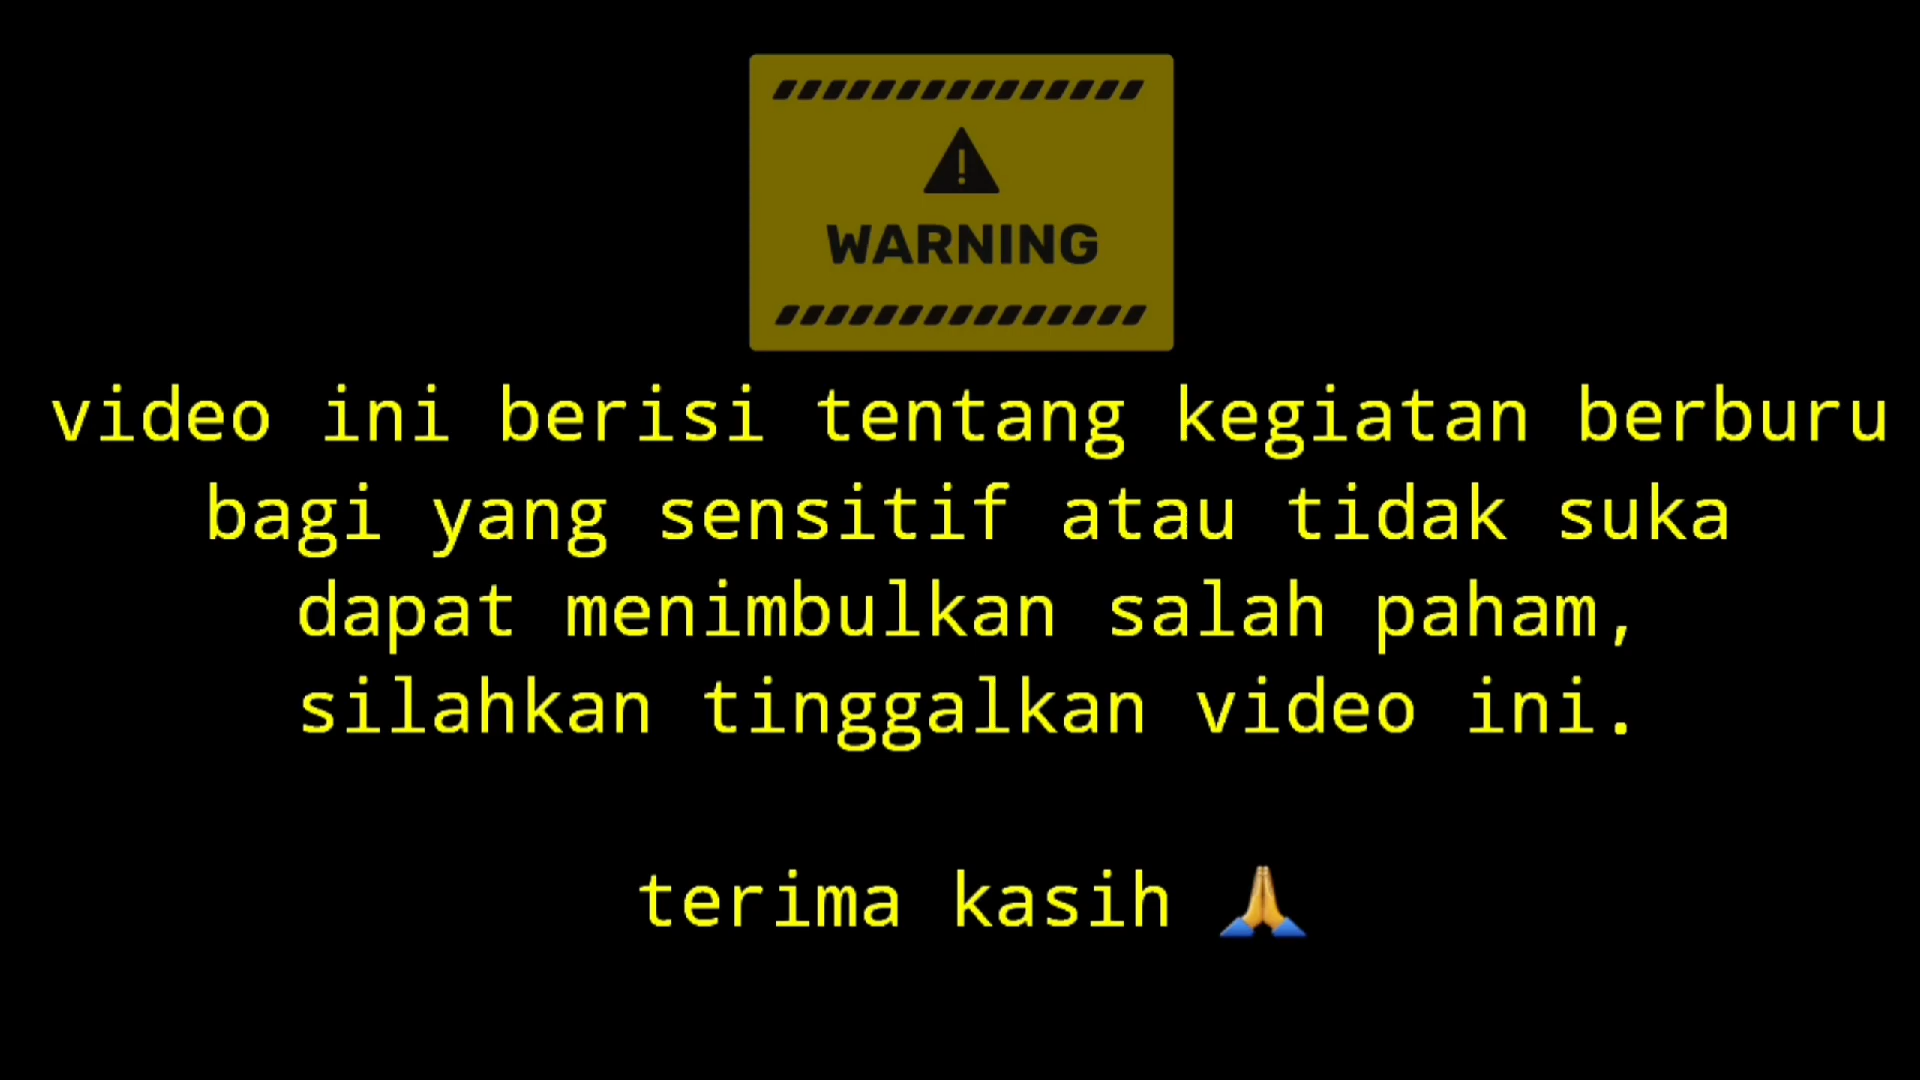 WARNING
video ini berisi tentang kegiatan berburu
bagi yang sensitif atau tidak suka
dapat menimbulkan salah paham,
silahkan tinggalkan video ini.
terima kasih 🙏